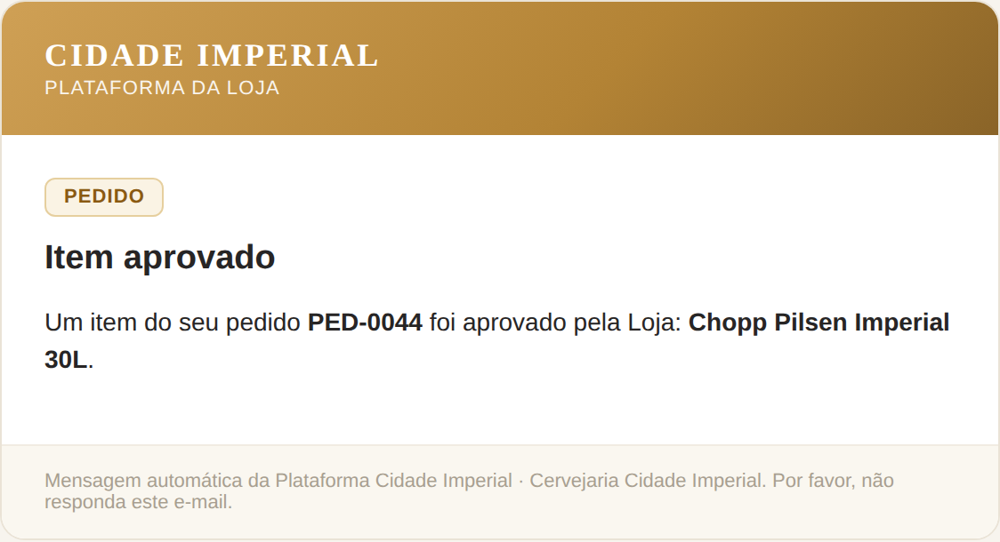 CIDADE IMPERIAL
PLATAFORMA DA LOJA
PEDIDO
Item aprovado
Um item do seu pedido PED-0044 foi aprovado pela Loja: Chopp Pilsen Imperial
30L.
Mensagem automática da Plataforma Cidade Imperial · Cervejaria Cidade Imperial. Por favor, não
responda este e-mail.